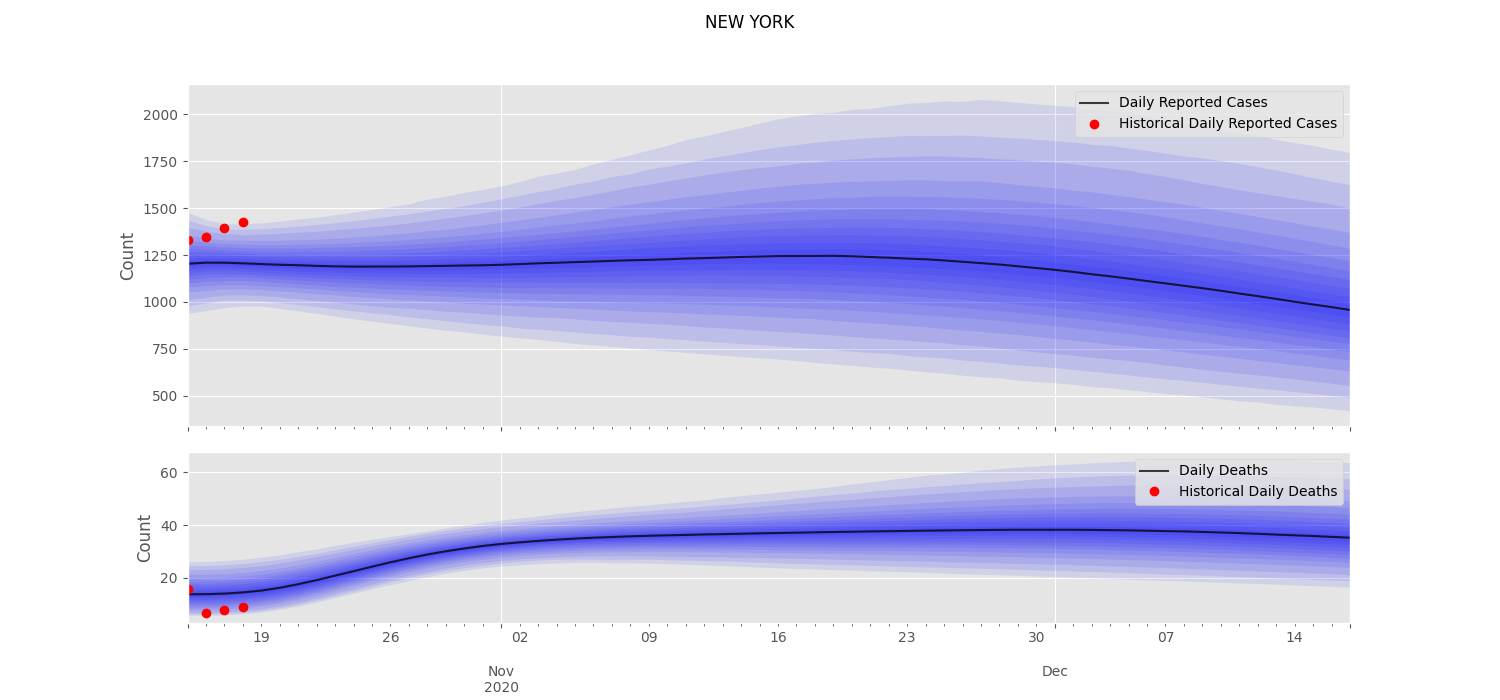 NEW YORK
Daily Reported Cases
Historical Daily Reported Cases
Count
2000
1750
1500
1250
1000
750
500
Daily Deaths
Historical Daily Deaths
Count
60
40
20
19 26 02 09 16 23 30 07 14
Nov Dec
2020